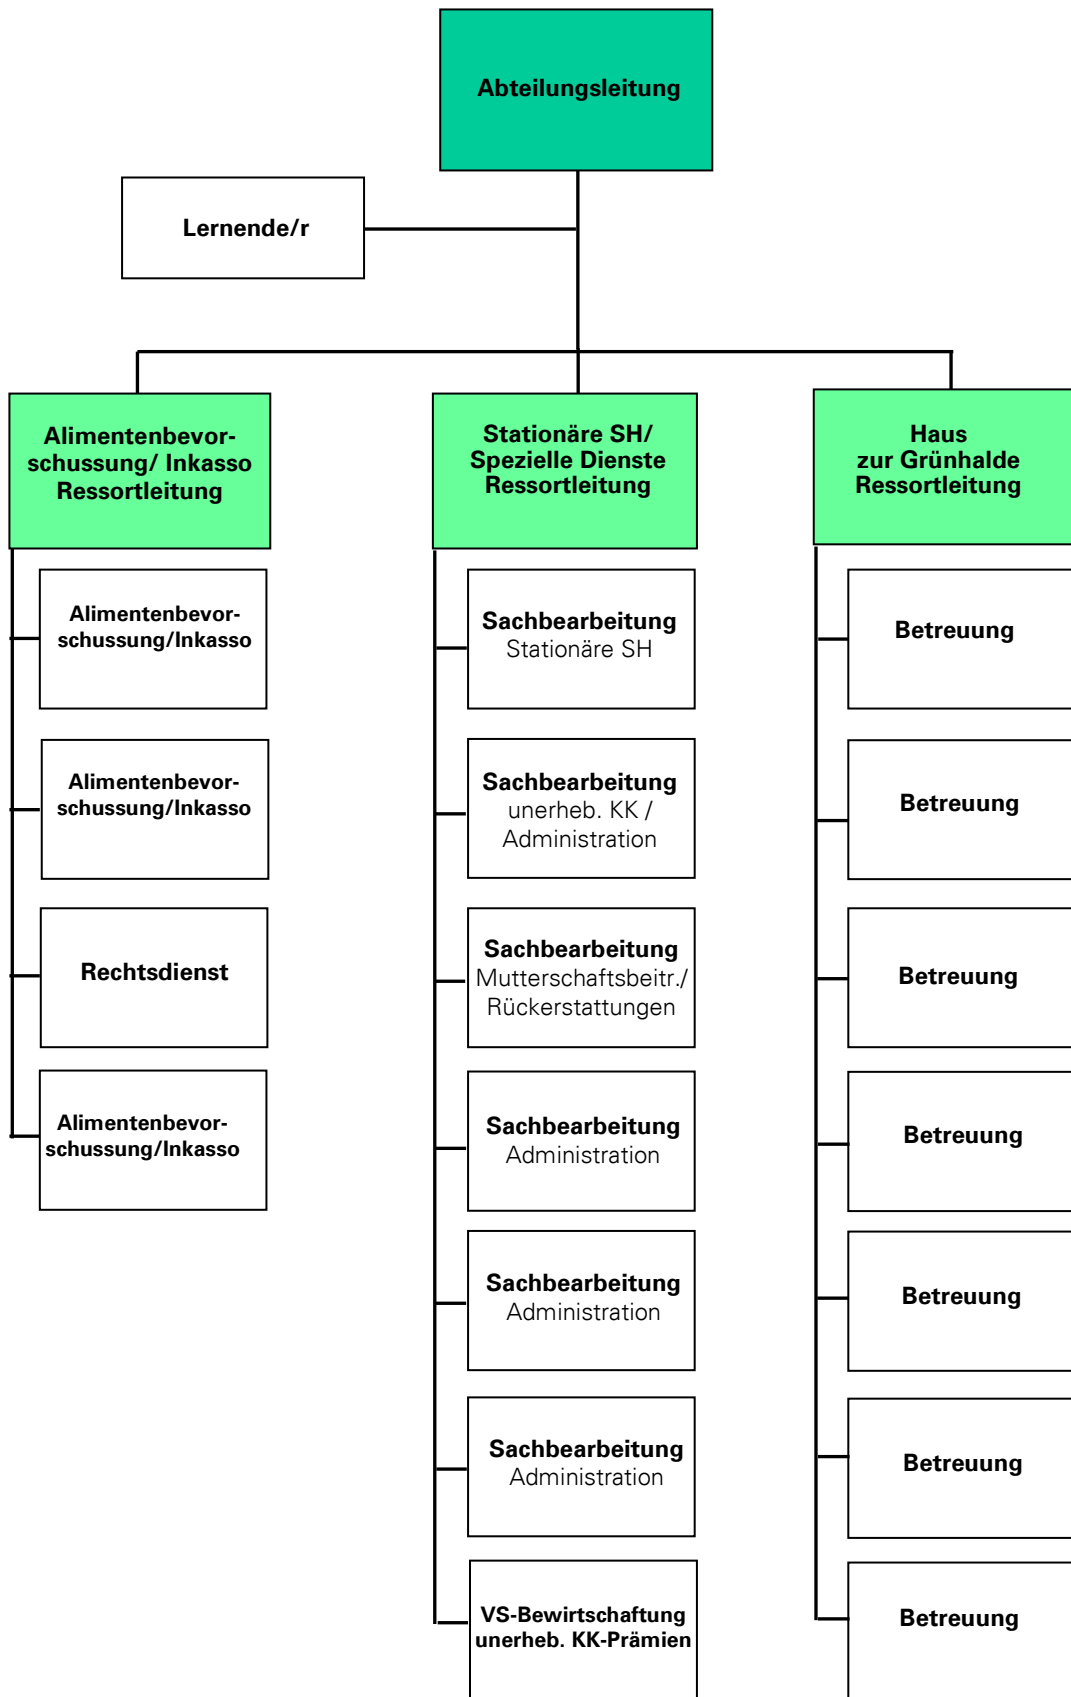 Abteilungsleitung
Lernende/r
Alimentenbevor-
schussung/ Inkasso
Ressortleitung
Alimentenbevor-
schussung/Inkasso
Alimentenbevor-
schussung/Inkasso
Rechtsdienst
Alimentenbevor-
schussung/Inkasso
Stationäre SH/
Spezielle Dienste
Ressortleitung
Sachbearbeitung
Stationäre SH
Sachbearbeitung
unerheb. KK /
Administration
Sachbearbeitung
Mutterschaftsbeitr./
Rückerstattungen
Sachbearbeitung
Administration
Sachbearbeitung
Administration
Sachbearbeitung
Administration
VS-Bewirtschaftung
unerheb. KK-Prämien
Haus
zur Grünhalde
Ressortleitung
Betreuung
Betreuung
Betreuung
Betreuung
Betreuung
Betreuung
Betreuung